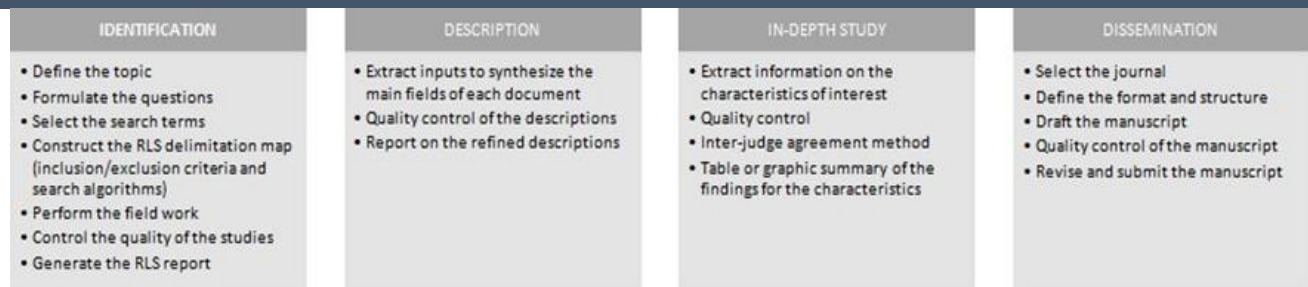 IDENTIFICATION
• Define the topic
• Formulate the questions
• Select the search terms
• Construct the RLS delimitation map
(inclusion/exclusion criteria and
search algorithms)
• Perform the field work
• Control the quality of the studies
• Generate the RLS report
DESCRIPTION
• Extract inputs to synthesize the
main fields of each document
• Quality control of the descriptions
• Report on the refined descriptions
IN-DEPTH STUDY
• Extract information on the
characteristics of interest
• Quality control
• Inter-judge agreement method
• Table or graphic summary of the
findings for the characteristics
DISSEMINATION
• Select the journal
• Define the format and structure
• Draft the manuscript
• Quality control of the manuscript
• Revise and submit the manuscript